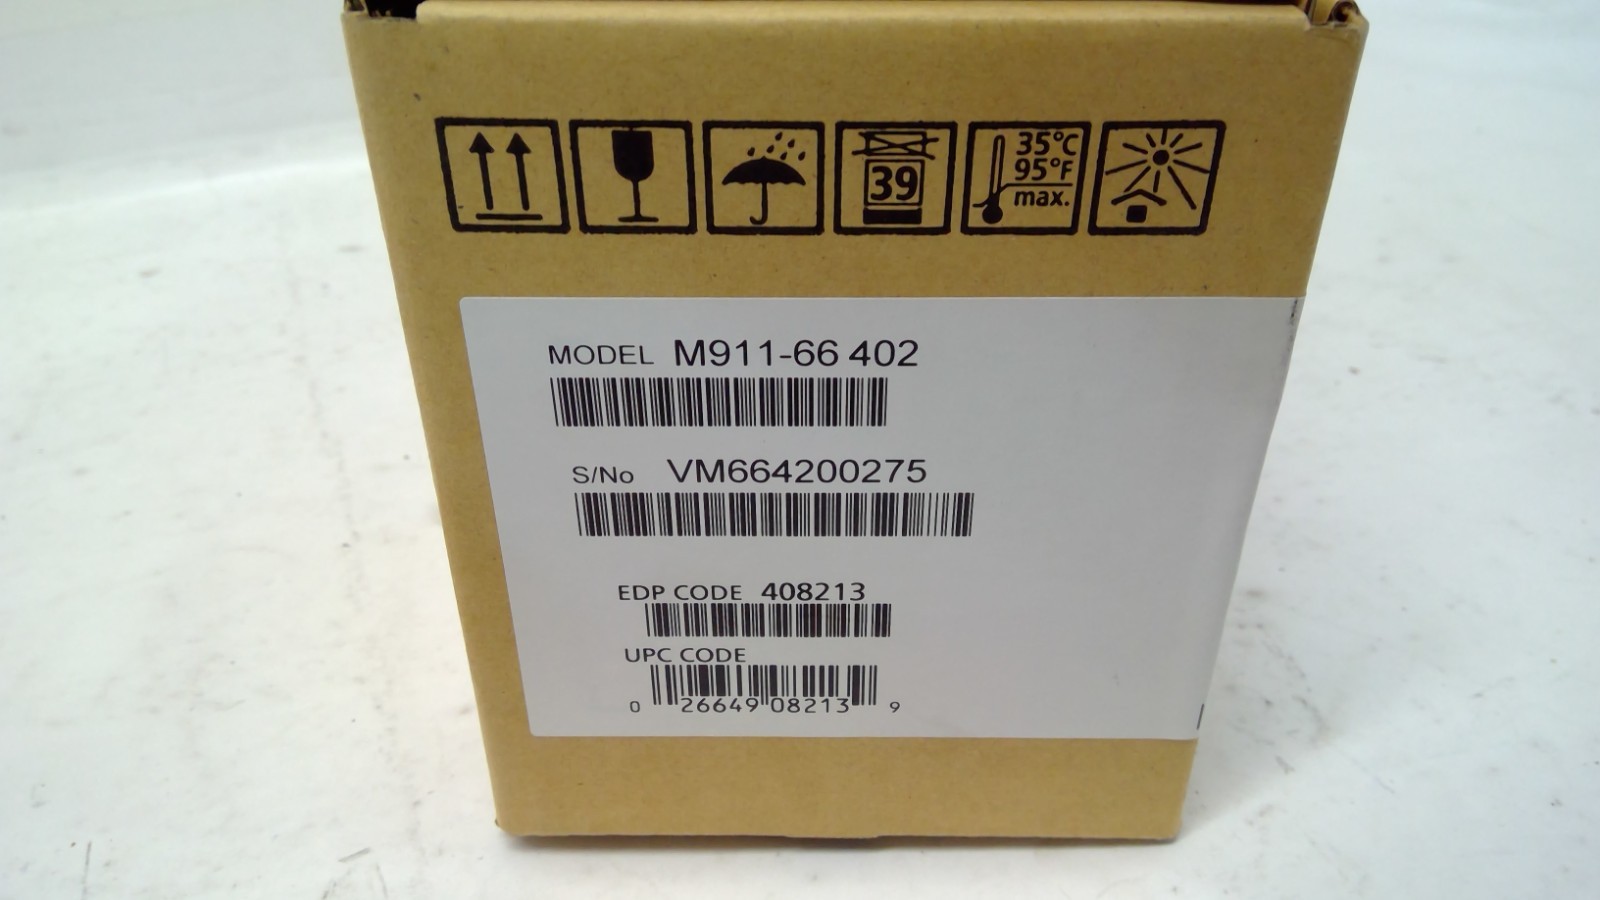 39
35°C
95°F
max.
MODEL M911-66 402
S/No VM664200275
EDP CODE 408213
UPC CODE
0 26649 08213 9